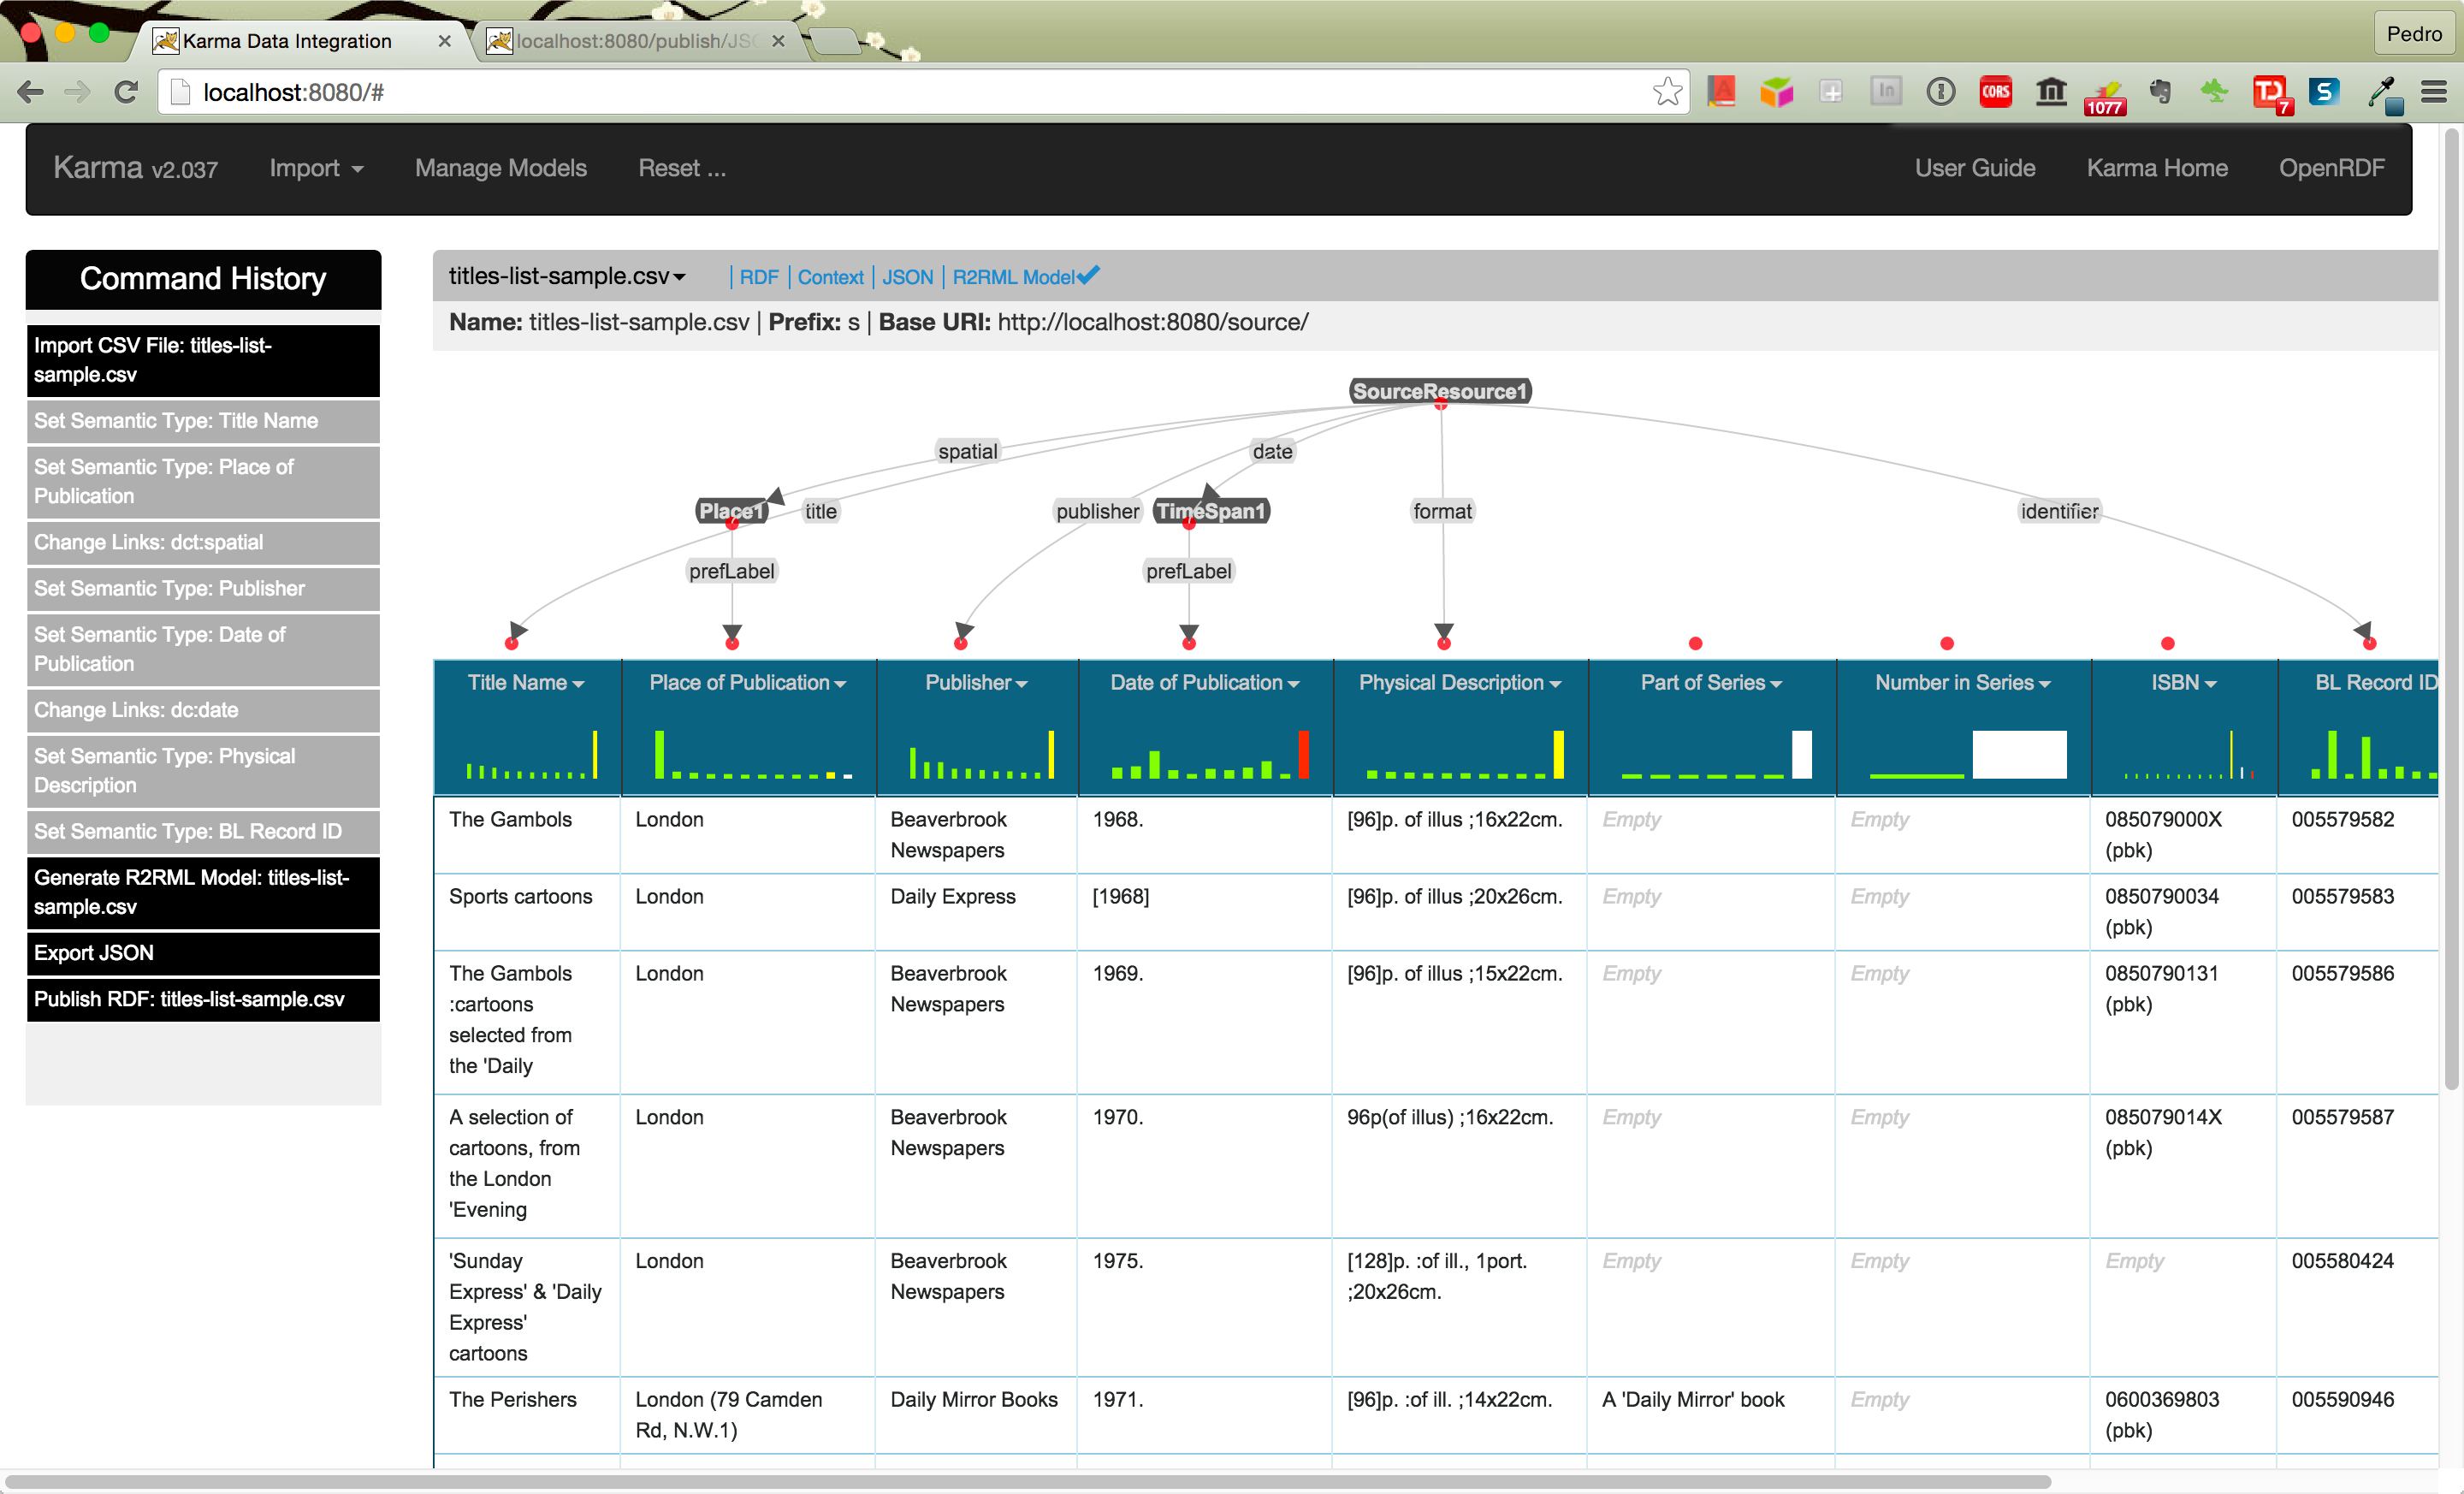 Karma Data Integration
localhost:8080/publish/JS
Pedro
localhost:8080/#
A
In
CORS
1077
7
S
Karma v2.037
Import
Manage Models
Reset ...
User Guide
Karma Home
OpenRDF
Command History
Import CSV File: titles-list-
sample.csv
Set Semantic Type: Title Name
Set Semantic Type: Place of
Publication
Change Links: dct:spatial
Set Semantic Type: Publisher
Set Semantic Type: Date of
Publication
Change Links: dc:date
Set Semantic Type: Physical
Description
Set Semantic Type: BL Record ID
Generate R2RML Model: titles-list-
sample.csv
Export JSON
Publish RDF: titles-list-sample.csv
titles-list-sample.csv
| RDF | Context | JSON | R2RML Model
Name: titles-list-sample.csv | Prefix: s | Base URI: http://localhost:8080/source/
SourceResource1
spatial
date
Place1
title
publisher
TimeSpan1
format
identifier
prefLabel
prefLabel
Title Name
Place of Publication
Publisher
Date of Publication
Physical Description
Part of Series
Number in Series
ISBN
BL Record ID
The Gambols
London
Beaverbrook
Newspapers
1968.
[96]p. of illus ;16x22cm.
Empty
Empty
085079000X
(pbk)
005579582
Sports cartoons
London
Daily Express
[1968]
[96]p. of illus ;20x26cm.
Empty
Empty
0850790034
(pbk)
005579583
The Gambols
:cartoons
selected from
the 'Daily
London
Beaverbrook
Newspapers
1969.
[96]p. of illus ;15x22cm.
Empty
Empty
0850790131
(pbk)
005579586
A selection of
cartoons, from
the London
'Evening
London
Beaverbrook
Newspapers
1970.
96p(of illus) ;16x22cm.
Empty
Empty
085079014X
(pbk)
005579587
'Sunday
Express' & 'Daily
Express'
cartoons
London
Beaverbrook
Newspapers
1975.
[128]p. :of ill., 1port.
;20x26cm.
Empty
Empty
Empty
005580424
The Perishers
London (79 Camden
Rd, N.W.1)
Daily Mirror Books
1971.
[96]p. :of ill. ;14x22cm.
A 'Daily Mirror' book
Empty
0600369803
(pbk)
005590946